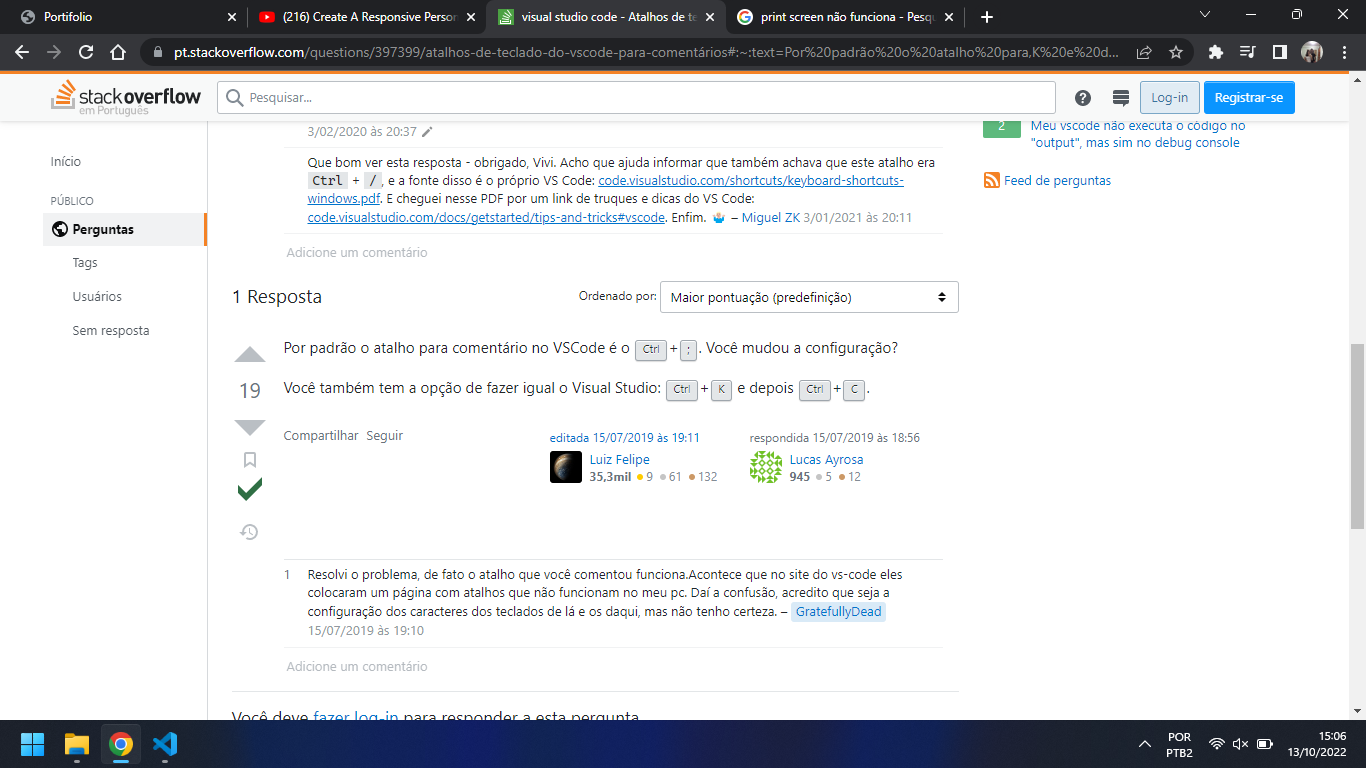 Portifolio
(216) Create A Responsive Person
visual studio code - Atalhos de te
print screen não funciona - Pesqu
pt.stackoverflow.com/questions/397399/atalhos-de-teclado-do-vscode-para-comentários#:~:text=Por%20padrão%20o%20atalho%20para,K%20e%20d...
stackoverflow
em Português
Pesquisar...
Log-in
Registrar-se
Início
PÚBLICO
Perguntas
Tags
Usuários
Sem resposta
3/02/2020 às 20:37
Que bom ver esta resposta - obrigado, Vivi. Acho que ajuda informar que também achava que este atalho era
Ctrl + /, e a fonte disso é o próprio VS Code: code.visualstudio.com/shortcuts/keyboard-shortcuts-
windows.pdf. E cheguei nesse PDF por um link de truques e dicas do VS Code:
code.visualstudio.com/docs/getstarted/tips-and-tricks#vscode. Enfim. 🤷 – Miguel ZK 3/01/2021 às 20:11
Adicione um comentário
1 Resposta
Ordenado por:
Maior pontuação (predefinição)
19
Por padrão o atalho para comentário no VSCode é o Ctrl + ; . Você mudou a configuração?
Você também tem a opção de fazer igual o Visual Studio: Ctrl + K e depois Ctrl + C .
Compartilhar Seguir
editada 15/07/2019 às 19:11
Luiz Felipe
35,3mil 9 61 132
respondida 15/07/2019 às 18:56
Lucas Ayrosa
945 5 12
1 Resolvi o problema, de fato o atalho que você comentou funciona.Acontece que no site do vs-code eles
colocaram um página com atalhos que não funcionam no meu pc. Daí a confusão, acredito que seja a
configuração dos caracteres dos teclados de lá e os daqui, mas não tenho certeza. – GratefullyDead
15/07/2019 às 19:10
Adicione um comentário
Você deve fazer log-in para responder a esta pergunta
2
Meu vscode não executa o código no
"output", mas sim no debug console
Feed de perguntas
POR
PTB2
15:06
13/10/2022